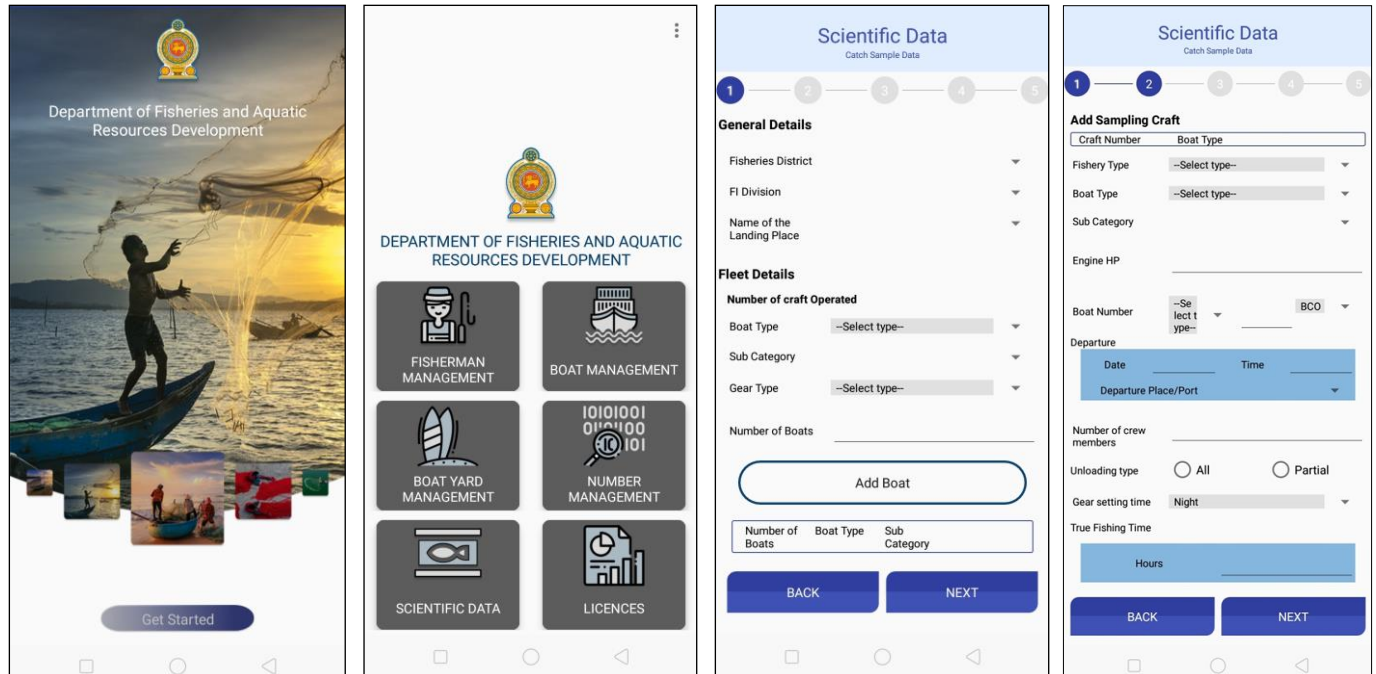 Department of Fisheries and Aquatic
Resources Development
Get Started
DEPARTMENT OF FISHERIES AND AQUATIC
RESOURCES DEVELOPMENT
FISHERMAN
MANAGEMENT
BOAT MANAGEMENT
BOAT YARD
MANAGEMENT
NUMBER
MANAGEMENT
SCIENTIFIC DATA
LICENCES
Scientific Data
Catch Sample Data
1 2 3 4 5
General Details
Fisheries District
FI Division
Name of the
Landing Place
Fleet Details
Number of craft Operated
Boat Type --Select type--
Sub Category
Gear Type --Select type--
Number of Boats
Add Boat
Number of Boat Type Sub
Boats Category
BACK NEXT
Scientific Data
Catch Sample Data
1 2 3 4 5
Add Sampling Craft
Craft Number Boat Type
Fishery Type --Select type--
Boat Type --Select type--
Sub Category
Engine HP
Boat Number --Se
lect t
ype-- BCO
Departure
Date Time
Departure Place/Port
Number of crew
members
Unloading type All Partial
Gear setting time Night
True Fishing Time
Hours
BACK NEXT